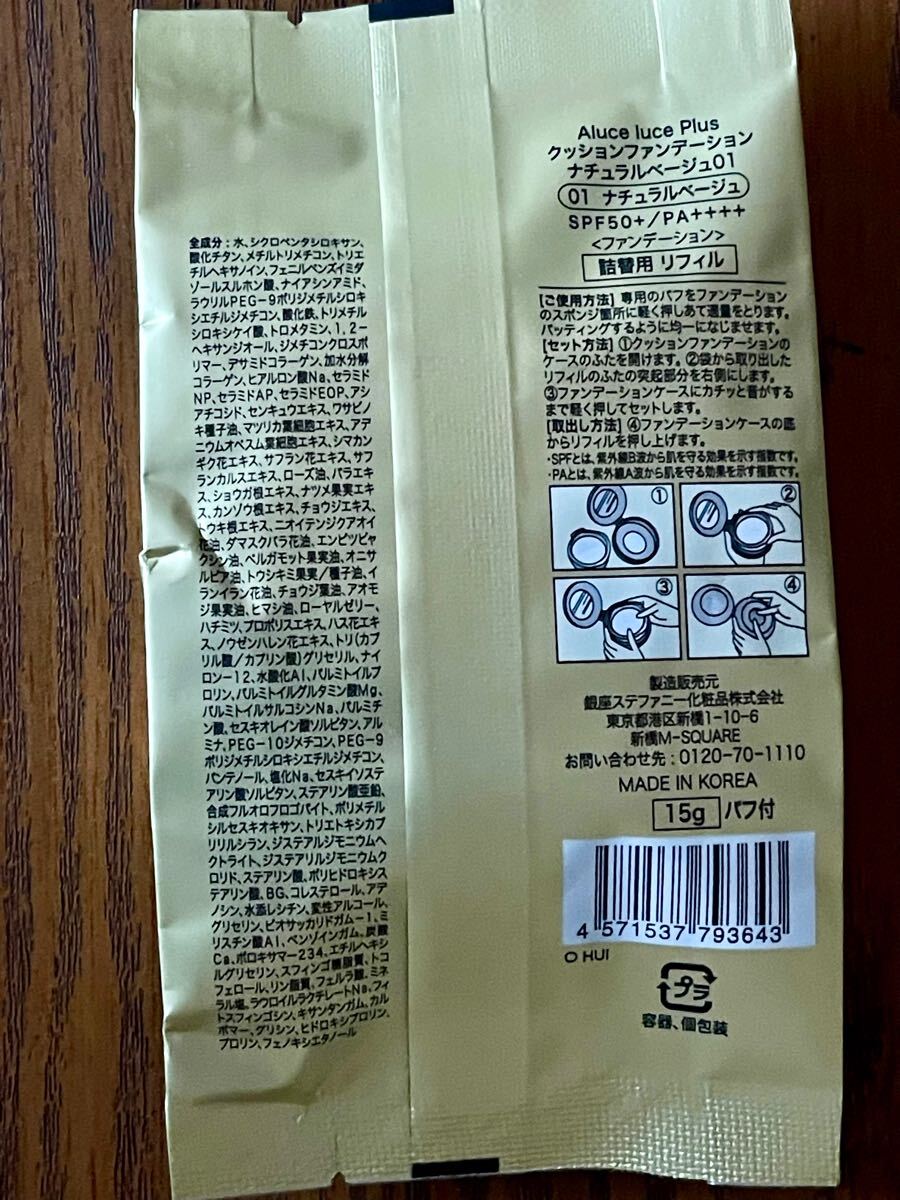 Aluce luce Plus
クッションファンデーション
ナチュラルベージュ01
01 ナチュラルベージュ
SPF50+/PA++++
<ファンデーション>
詰替用 リフィル
[ご使用方法] 専用のパフをファンデーション
のスポンジ箇所に軽く押しあて適量をとります。
パッティングするように均一になじませます。
[セット方法] ①クッションファンデーションの
ケースのふたを開けます。②袋から取り出した
リフィルのふたの突起部分を右側にします。
③ファンデーションケースにカチッと音がする
まで軽く押してセットします。
[取出し方法] ④ファンデーションケースの底
からリフィルを押し上げます。
・SPFとは、紫外線B波から肌を守る効果を示す指数です。
・PAとは、紫外線A波から肌を守る効果を示す指数です。
①
②
③
④
製造販売元
銀座ステファニー化粧品株式会社
東京都港区新橋1-10-6
新橋M-SQUARE
お問い合わせ先:0120-70-1110
MADE IN KOREA
15g パフ付
4 571537 793643
O HUI
プラ
容器、個包装
全成分:水、シクロペンタシロキサン、
酸化チタン、メチルトリメチコン、トリエ
チルヘキサノイン、フェニルベンズイミダ
ゾールスルホン酸、ナイアシンアミド、
ラウリルPEG-9ポリジメチルシロキ
シエチルジメチコン、酸化鉄、トリメチル
シロキシケイ酸、トロメタミン、1,2-
ヘキサンジオール、ジメチコンクロスポ
リマー、デサミドコラーゲン、加水分解
コラーゲン、ヒアルロン酸Na、セラミド
NP、セラミドAP、セラミドEOP、アシ
アチコシド、センキュウエキス、ワサビノ
キ種子油、マツリカ葉細胞エキス、アデ
ニウムオベスム葉細胞エキス、シマカン
ギク花エキス、サフラン花エキス、サフ
ランカルスエキス、ローズ油、バラエキ
ス、ショウガ根エキス、ナツメ果実エキ
ス、カンゾウ根エキス、チョウジエキス、
トウキ根エキス、ニオイテンジクアオイ
花油、ダマスクバラ花油、エンピツビャ
クシン油、ベルガモット果実油、オニサ
ルビア油、トウシキミ果実/種子油、イ
ランイラン花油、チョウジ葉油、アオモ
ジ果実油、ヒマシ油、ローヤルゼリー、
ハチミツ、プロポリスエキス、ハス花エキ
ス、ノウゼンハレン花エキス、トリ(カプ
リル酸/カプリン酸)グリセリル、ナイ
ロン-12、水酸化Al、パルミトイルプ
ロリン、パルミトイルグルタミン酸Mg、
パルミトイルサルコシンNa、パルミチ
ン酸、セスキオレイン酸ソルビタン、アル
ミナ、PEG-10ジメチコン、PEG-9
ポリジメチルシロキシエチルジメチコン、
パンテノール、塩化Na、セスキイソステ
アリン酸ソルビタン、ステアリン酸亜鉛、
合成フルオロフロゴパイト、ポリメチル
シルセスキオキサン、トリエトキシカプ
リリルシラン、ジステアルジモニウムヘ
クトライト、ジステアリルジモニウムク
ロリド、ステアリン酸、ポリヒドロキシス
テアリン酸、BG、コレステロール、アデ
ノシン、水添レシチン、変性アルコール、
グリセリン、ビオサッカリドガム-1、ミ
リスチン酸Al、ベンゾインガム、炭酸
Ca、ポロキサマー234、エチルヘキシ
ルグリセリン、スフィンゴ糖脂質、トコ
フェロール、リン脂質、フェルラ酸、ミネ
ラル塩、ラウロイルラクチレートNa、フィ
トスフィンゴシン、キサンタンガム、カル
ボマー、グリシン、ヒドロキシプロリン、
プロリン、フェノキシエタノール